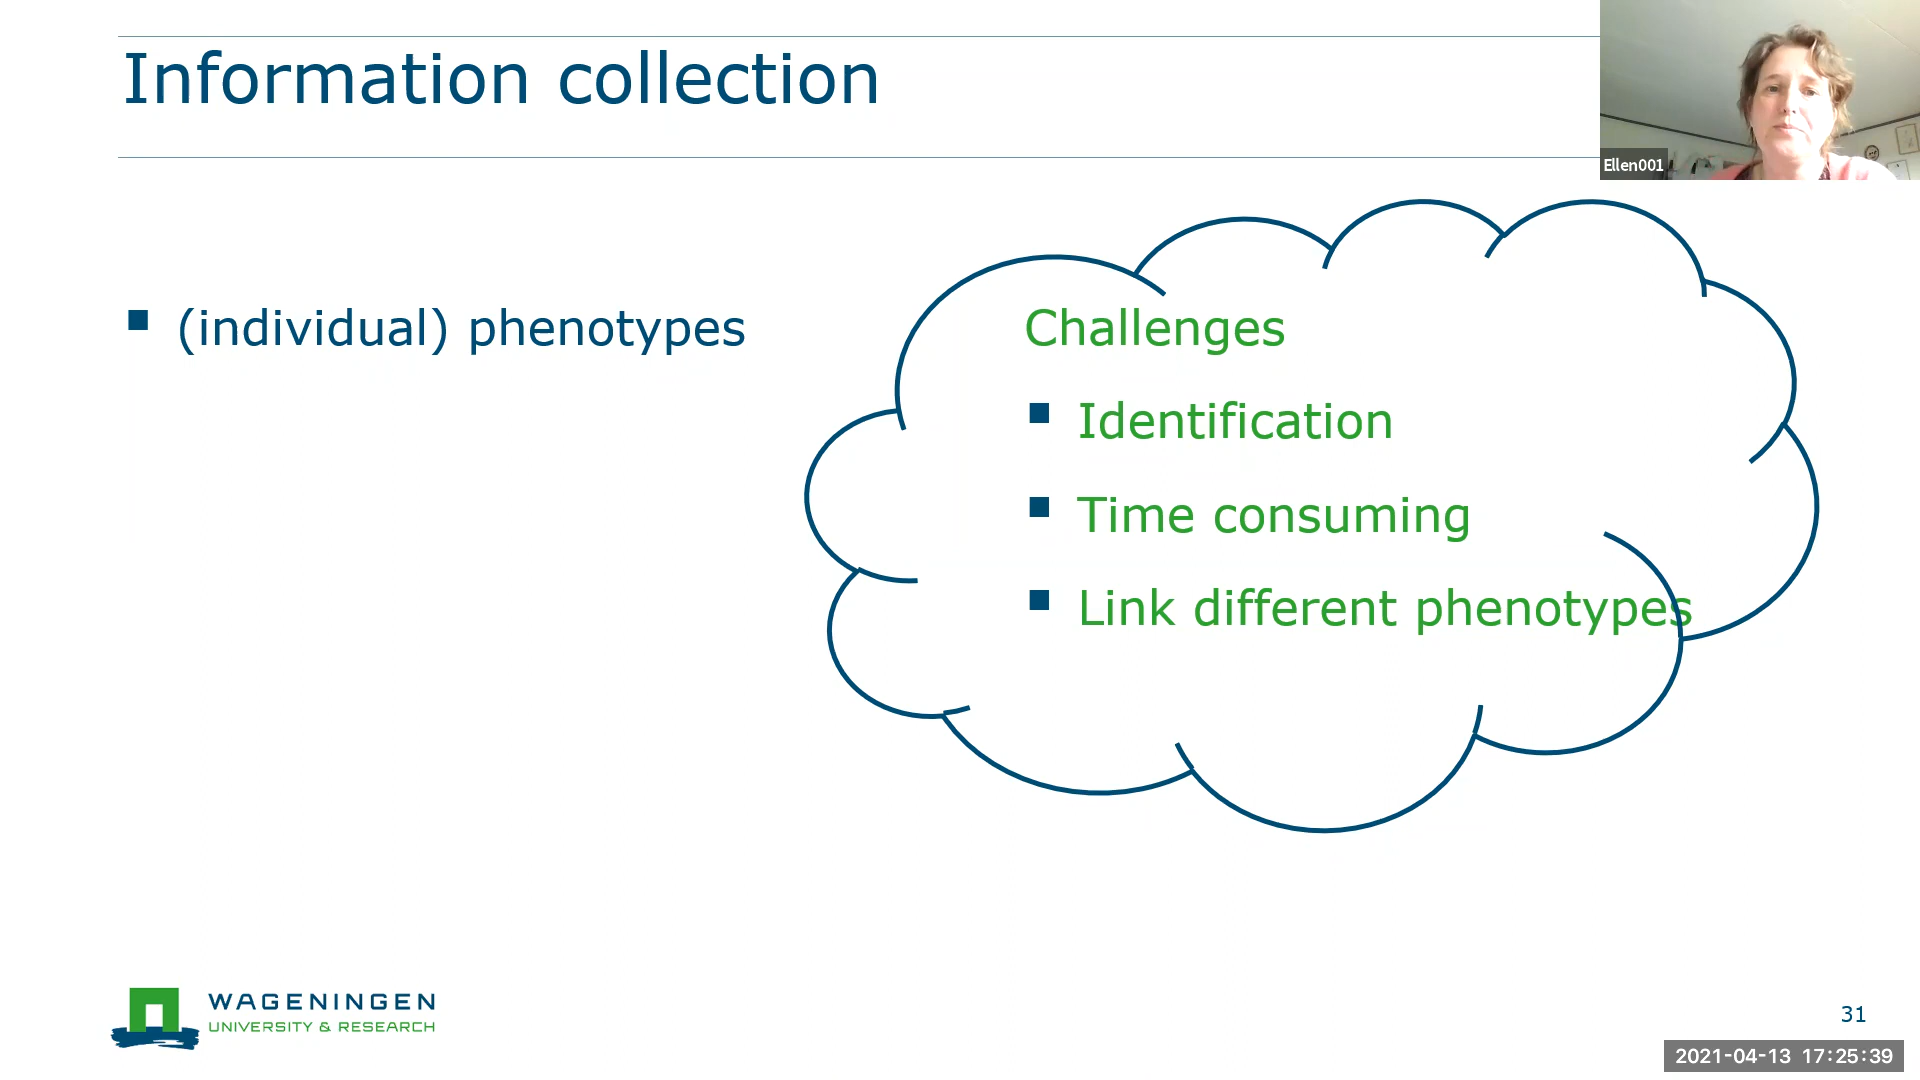 Information collection
Ellen001
(individual) phenotypes
Challenges
Identification
Time consuming
Link different phenotypes
WAGENINGEN
UNIVERSITY & RESEARCH
31
2021-04-13 17:25:39